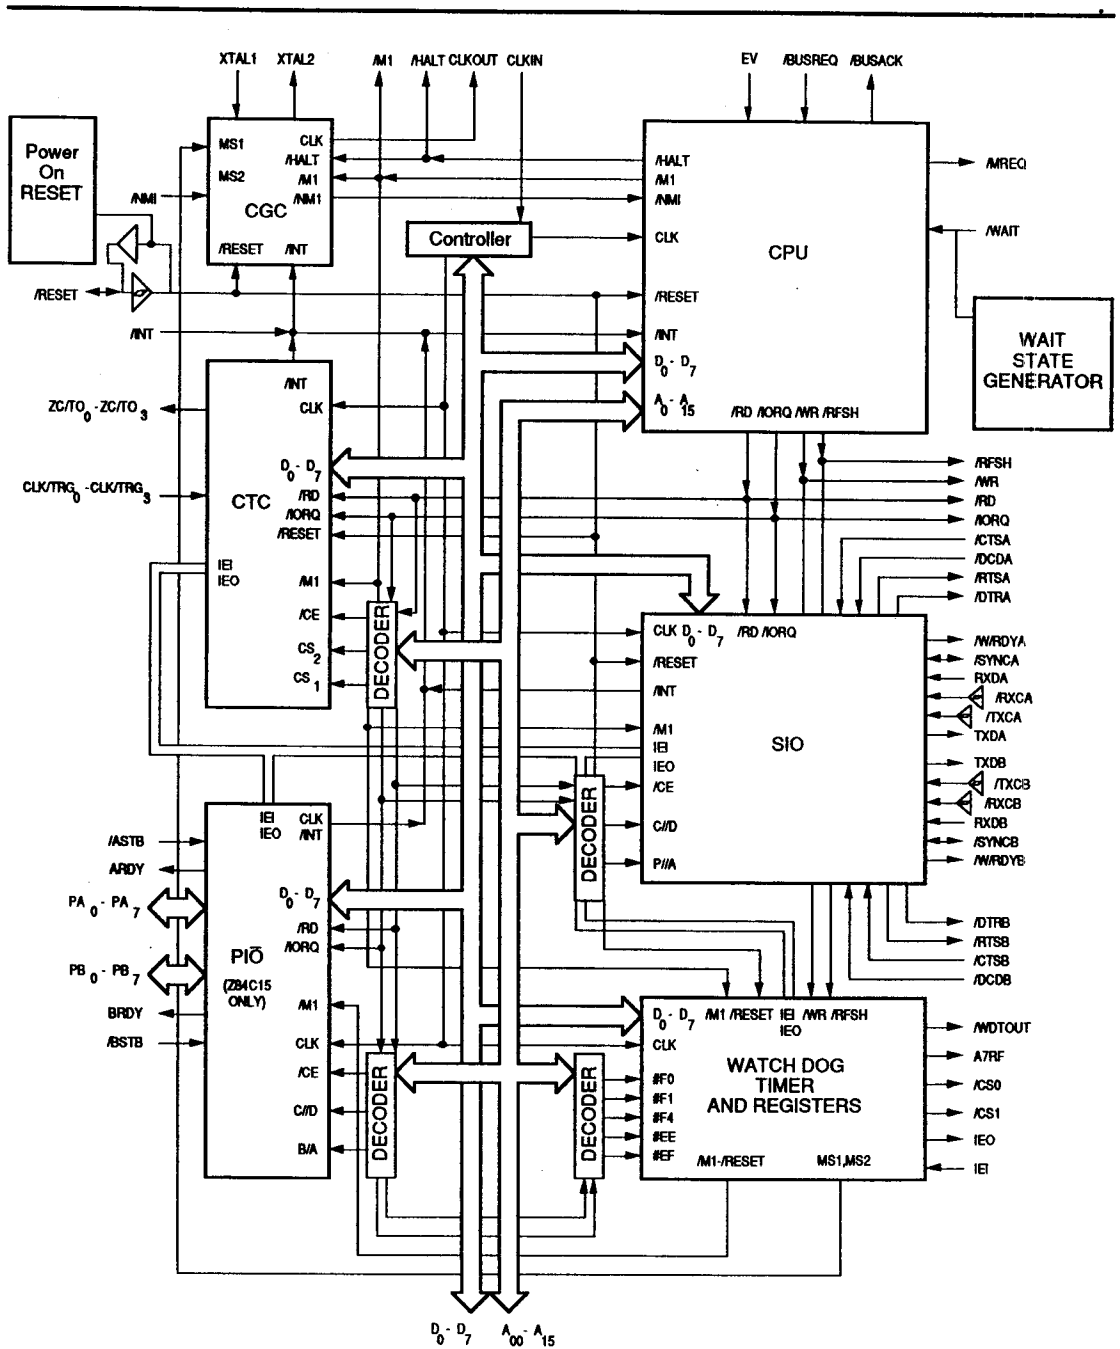 XTAL1 XTAL2 /M1 /HALT CLKOUT CLKIN EV /BUSREQ /BUSACK
Power
On
RESET
MS1 CLK
/HALT
MS2 /M1
/NM1
CGC
/RESET /INT
/NMI
/RESET
/INT
Controller
/HALT
/M1
/NMI
CLK
CPU
/RESET
/INT
D0 - D7
A0 - A15
/RD /IORQ /WR /RFSH
/MREQ
/WAIT
WAIT
STATE
GENERATOR
ZC/TO0 - ZC/TO3
CLK/TRG0 - CLK/TRG3
/INT
CLK
D0 - D7
CTC
/RD
/IORQ
/RESET
IEI
IEO
/M1
/CE
CS2
CS1
DECODER
/RFSH
/WR
/RD
/IORQ
/CTSA
/DCDA
/RTSA
/DTRA
CLK D0 - D7 /RD /IORQ
/RESET
/INT
/M1
IEI
IEO
/CE
C//D
P//A
SIO
DECODER
/W/RDYA
/SYNCA
RXDA
/RXCA
/TXCA
TXDA
TXDB
/TXCB
/RXCB
RXDB
/SYNCB
/W/RDYB
/DTRB
/RTSB
/CTSB
/DCDB
/ASTB
ARDY
PA0 - PA7
PB0 - PB7
BRDY
/BSTB
IEI CLK
IEO /INT
D0 - D7
/RD
/IORQ
PIO
(Z84C15
ONLY)
/M1
CLK
/CE
C//D
B/A
DECODER
DECODER
D0 - D7 /M1 /RESET IEI /WR /RFSH
IEO
CLK
WATCH DOG
TIMER
AND REGISTERS
#F0
#F1
#F4
#EE
#EF
/M1-/RESET MS1,MS2
/WDTOUT
A7RF
/CS0
/CS1
IEO
IEI
D0 - D7 A00 - A15